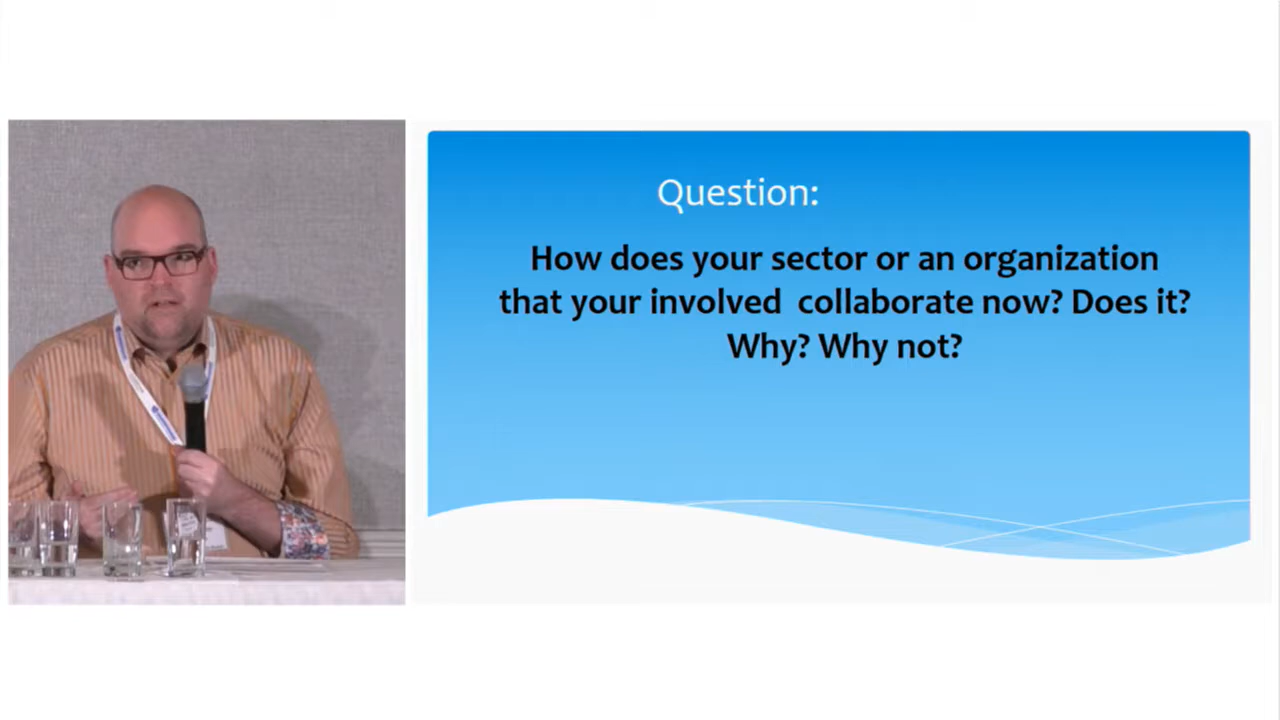 Question:
How does your sector or an organization
that your involved  collaborate now? Does it?
Why? Why not?